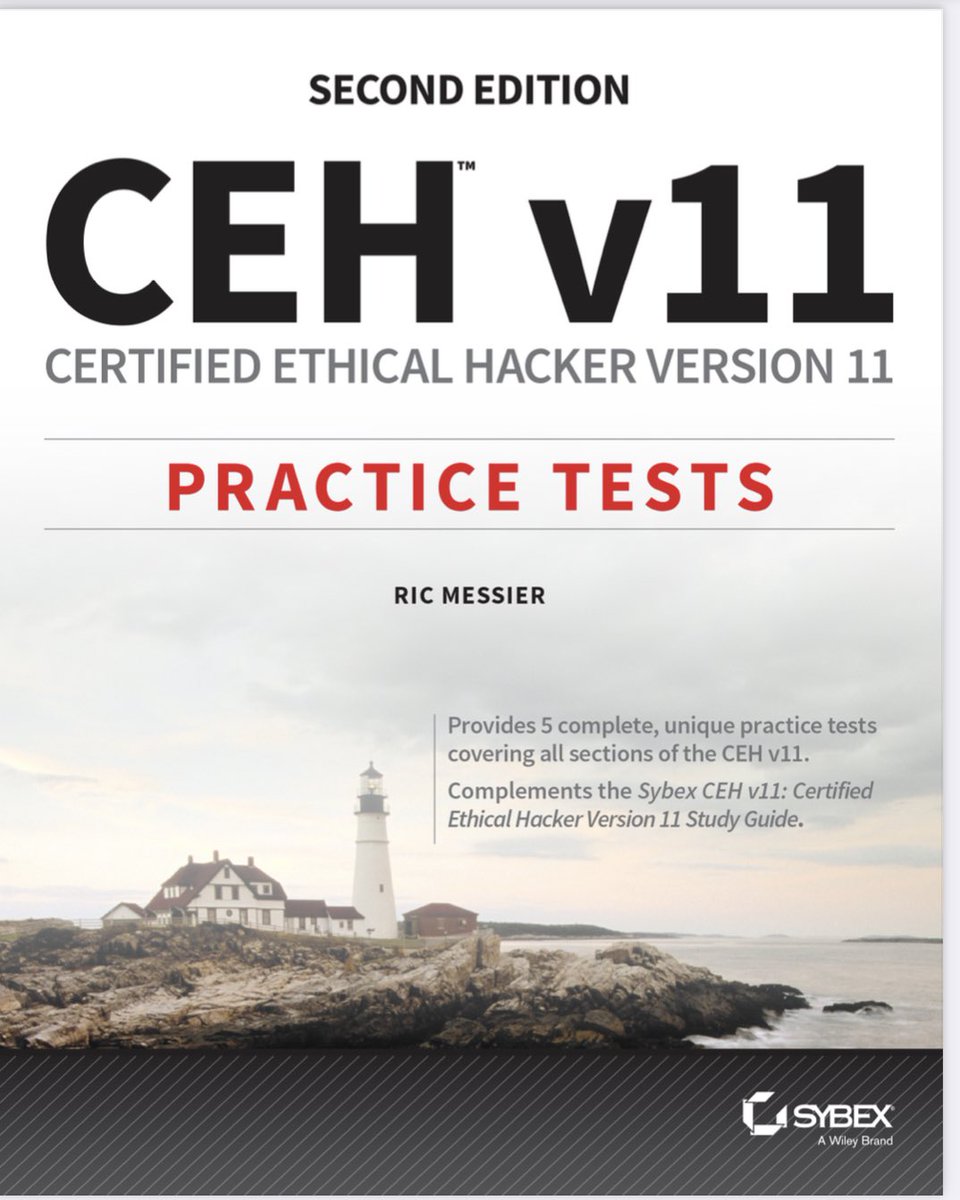 SECOND EDITION
CEH™ v11
CERTIFIED ETHICAL HACKER VERSION 11
PRACTICE TESTS
RIC MESSIER
Provides 5 complete, unique practice tests
covering all sections of the CEH v11.
Complements the Sybex CEH v11: Certified
Ethical Hacker Version 11 Study Guide.
SYBEX®
A Wiley Brand